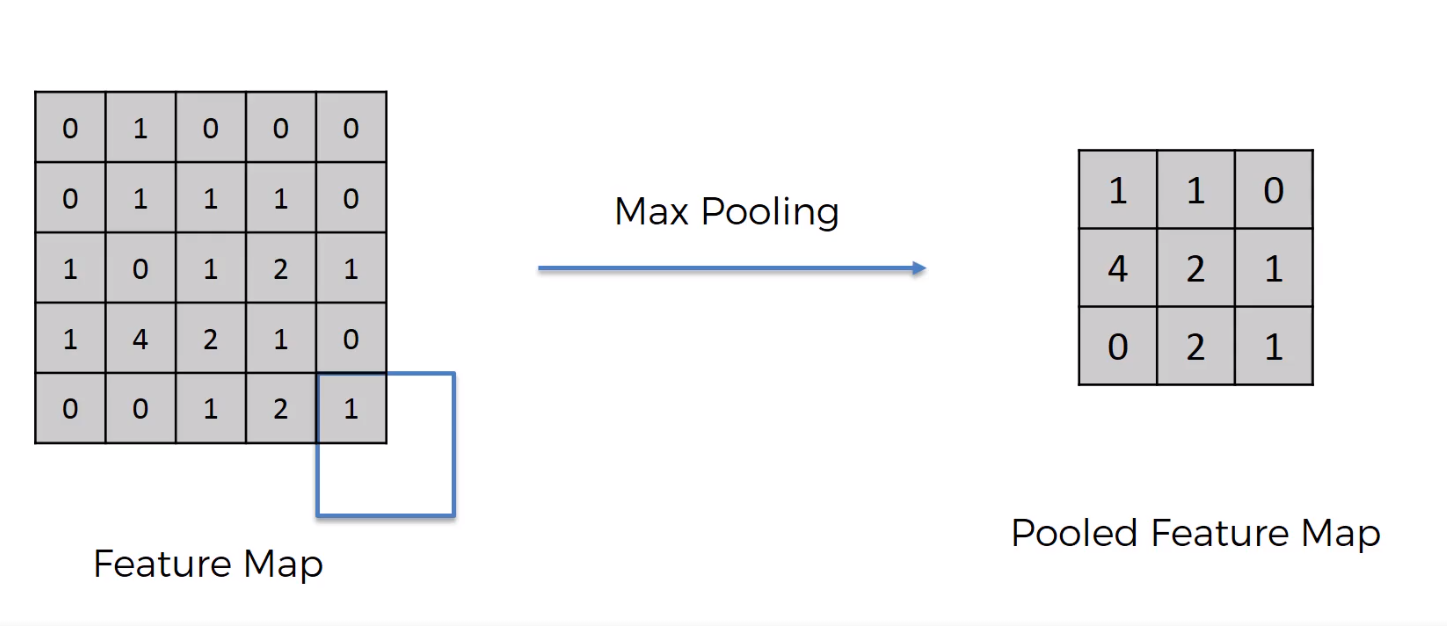 0 1 0 0 0
0 1 1 1 0
1 0 1 2 1
1 4 2 1 0
0 0 1 2 1
Feature Map
Max Pooling
1 1 0
4 2 1
0 2 1
Pooled Feature Map